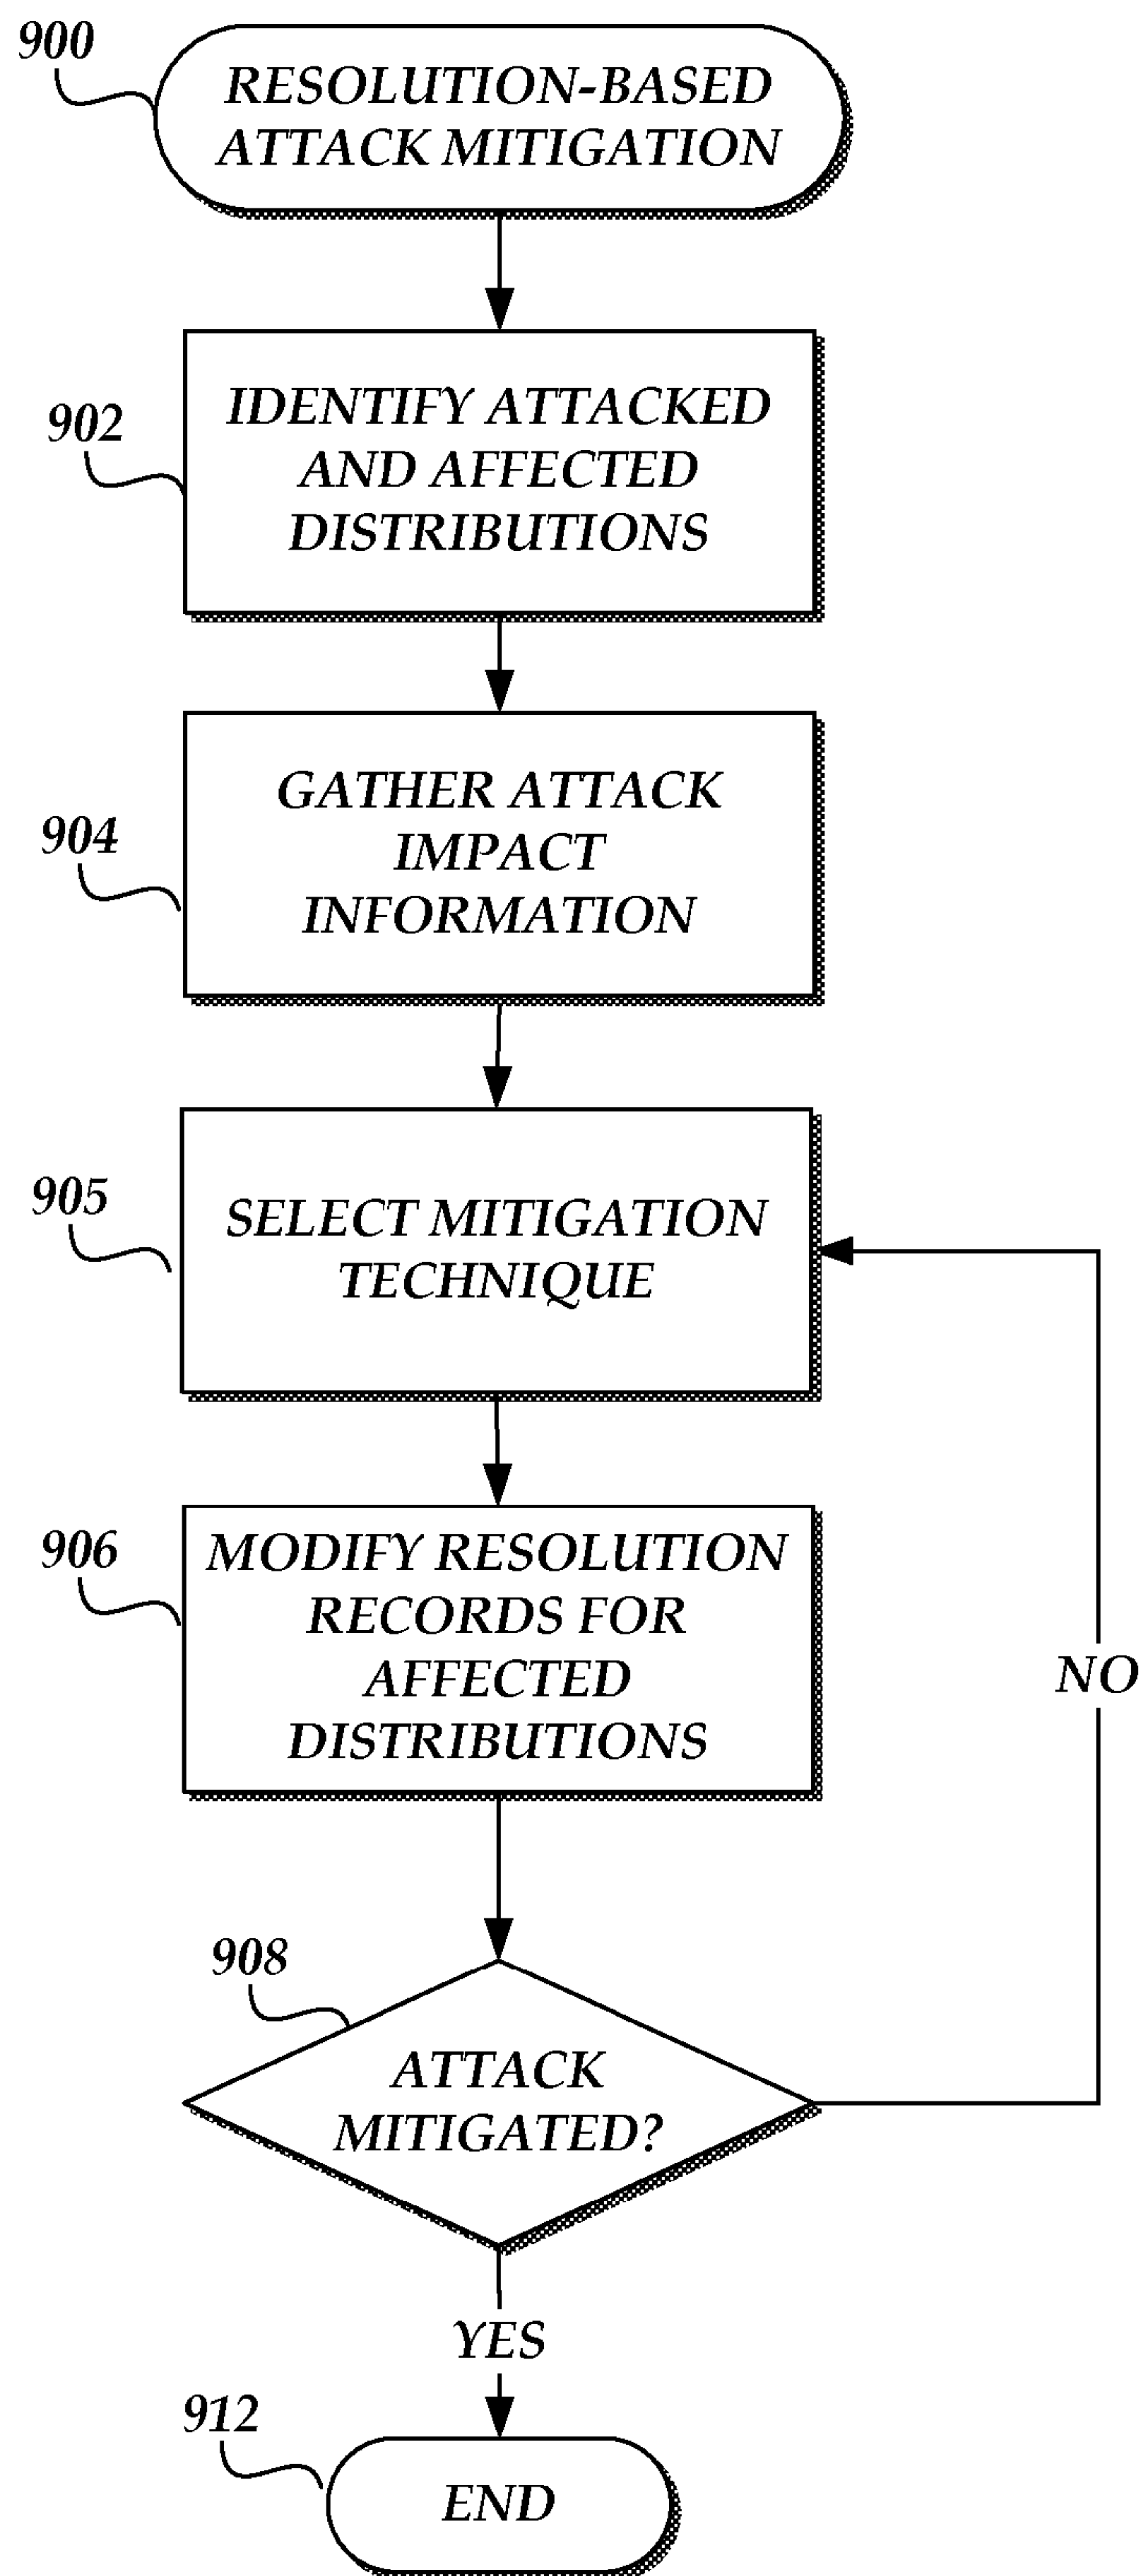 900
RESOLUTION-BASED
ATTACK MITIGATION
902
IDENTIFY ATTACKED
AND AFFECTED
DISTRIBUTIONS
904
GATHER ATTACK
IMPACT
INFORMATION
905
SELECT MITIGATION
TECHNIQUE
906
MODIFY RESOLUTION
RECORDS FOR
AFFECTED
DISTRIBUTIONS
NO
908
ATTACK
MITIGATED?
YES
912
END